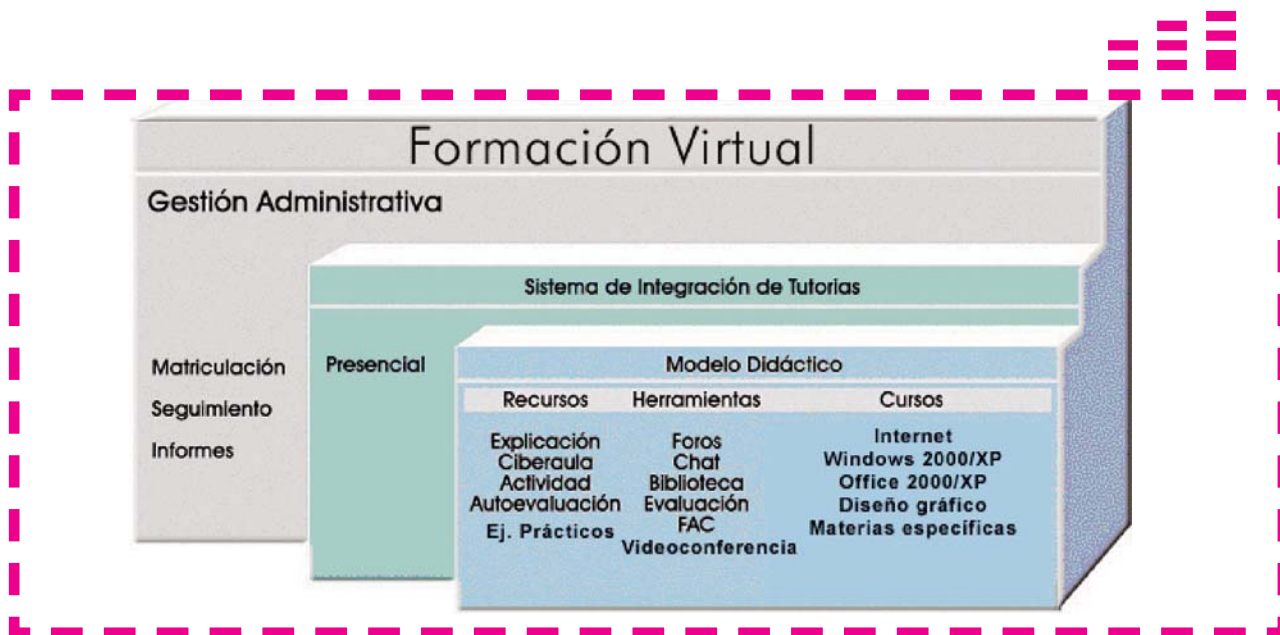 Formación Virtual
Gestión Administrativa
Sistema de Integración de Tutorias
Matriculación
Seguimiento
Informes
Presencial
Modelo Didáctico
Recursos Herramientas Cursos
Explicación
Ciberaula
Actividad
Autoevaluación
Ej. Prácticos
Foros
Chat
Biblioteca
Evaluación
FAC
Videoconferencia
Internet
Windows 2000/XP
Office 2000/XP
Diseño gráfico
Materias específicas